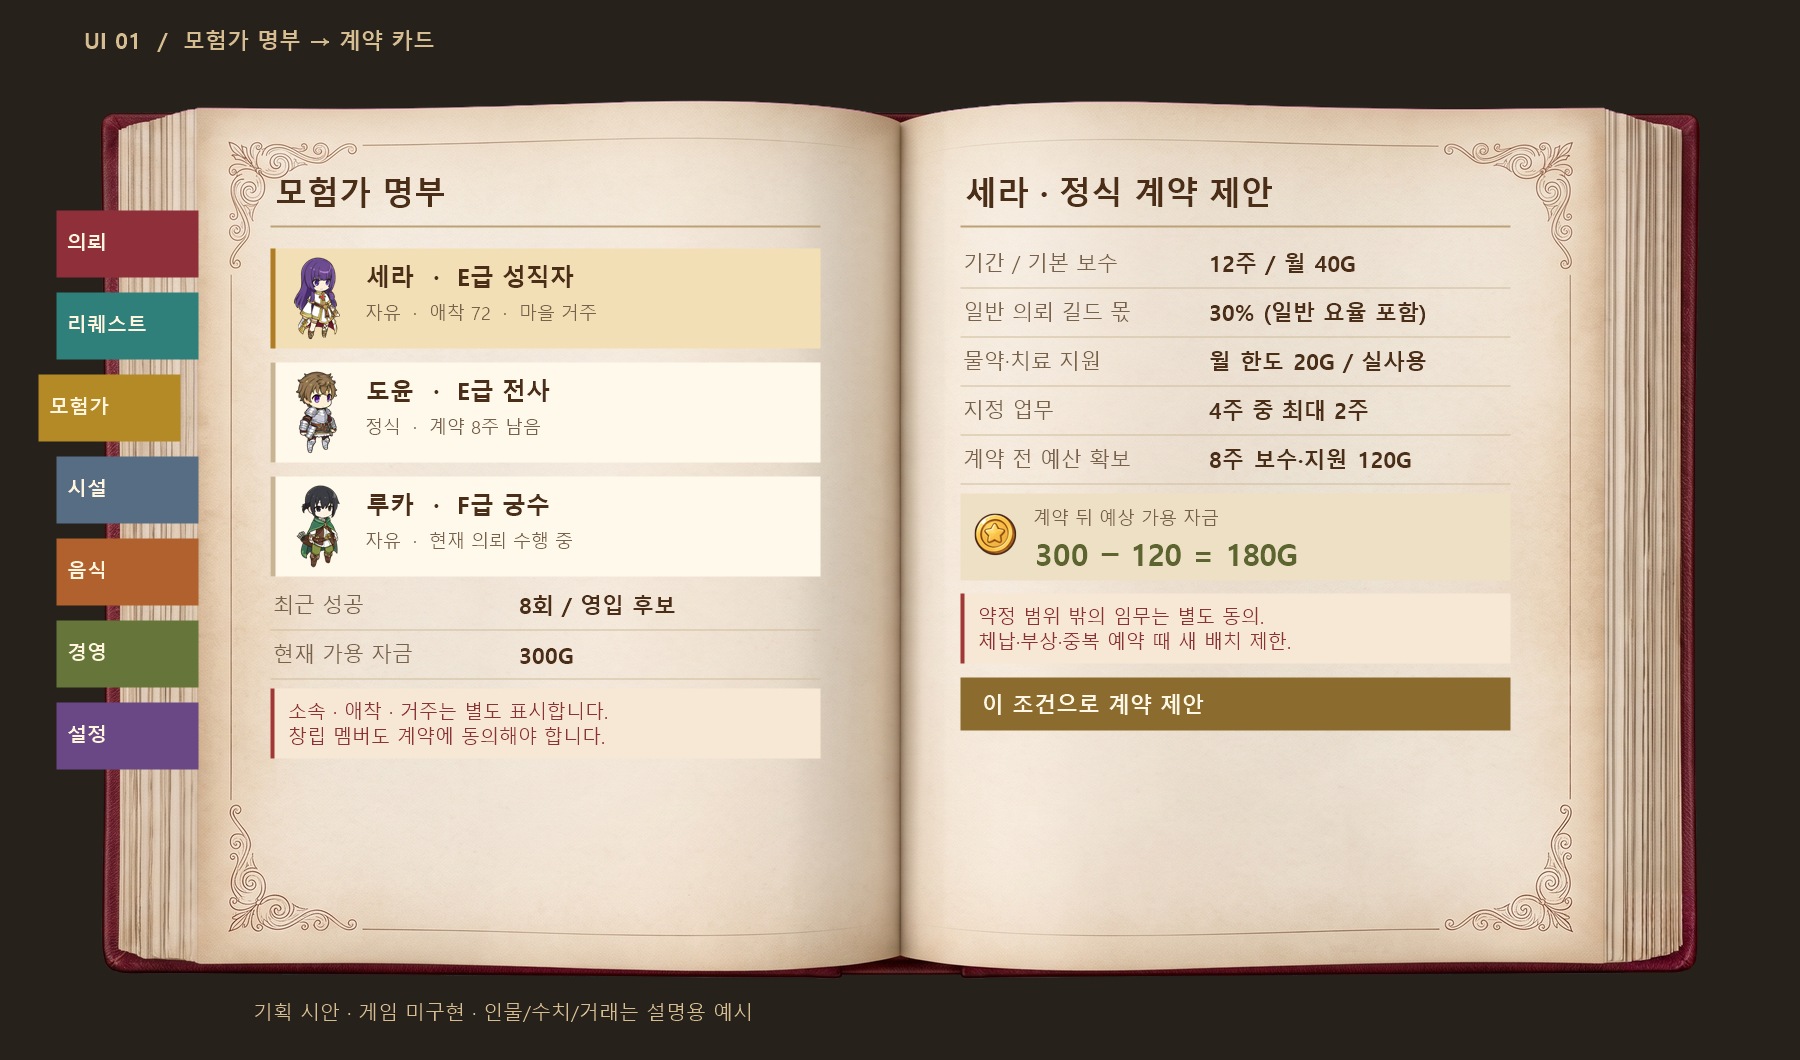 UI 01 / 모험가 명부 → 계약 카드
의뢰
리퀘스트
모험가
시설
음식
경영
설정
모험가 명부
세라 · E급 성직자
자유 · 애착 72 · 마을 거주
도윤 · E급 전사
정식 · 계약 8주 남음
루카 · F급 궁수
자유 · 현재 의뢰 수행 중
최근 성공 8회 / 영입 후보
현재 가용 자금 300G
소속 · 애착 · 거주는 별도 표시합니다.
창립 멤버도 계약에 동의해야 합니다.
세라 · 정식 계약 제안
기간 / 기본 보수 12주 / 월 40G
일반 의뢰 길드 몫 30% (일반 요율 포함)
물약·치료 지원 월 한도 20G / 실사용
지정 업무 4주 중 최대 2주
계약 전 예산 확보 8주 보수·지원 120G
계약 뒤 예상 가용 자금
300 − 120 = 180G
약정 범위 밖의 임무는 별도 동의.
체납·부상·중복 예약 때 새 배치 제한.
이 조건으로 계약 제안
기획 시안 · 게임 미구현 · 인물/수치/거래는 설명용 예시